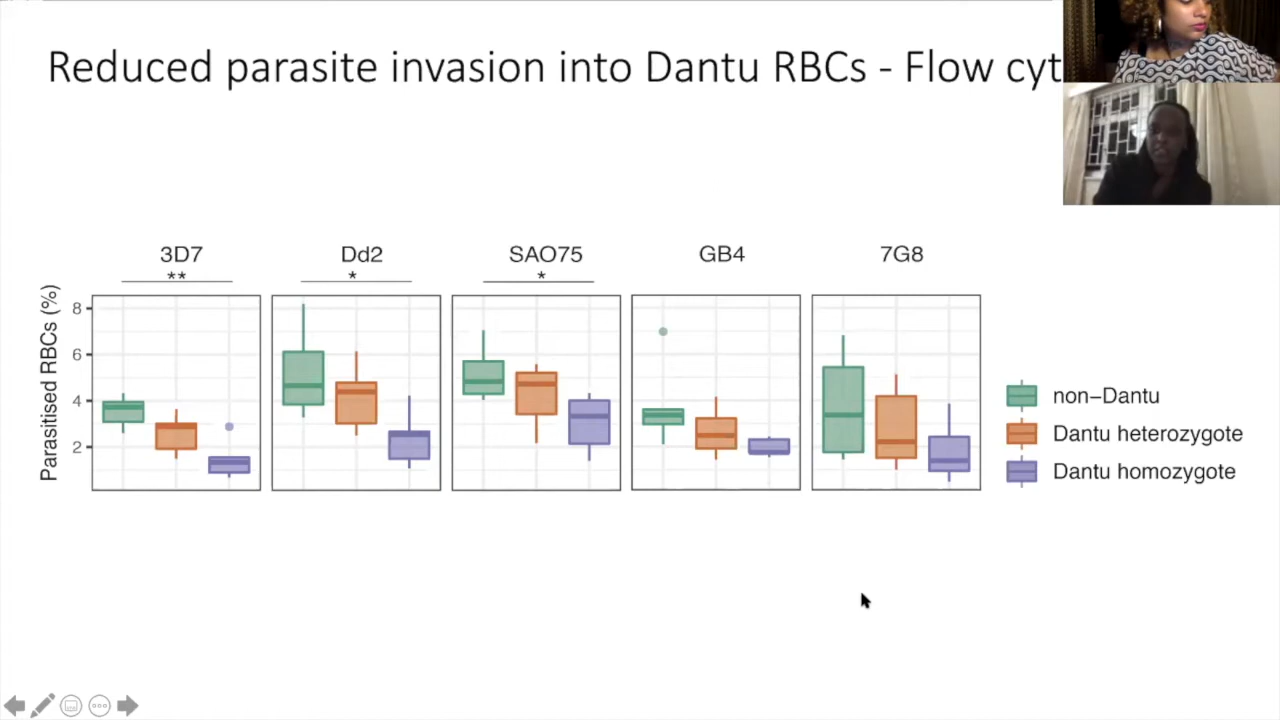 Reduced parasite invasion into Dantu RBCs - Flow cyt
3D7 Dd2 SAO75 GB4 7G8
** * *
Parasitised RBCs (%)
8
6
4
2
non-Dantu
Dantu heterozygote
Dantu homozygote